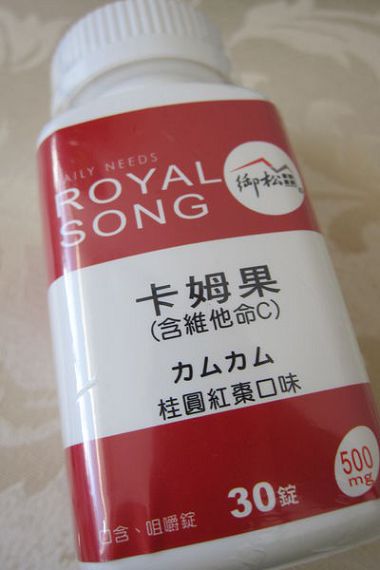 AILY NEEDS
ROYAL
SONG
御松
卡姆果
(含維他命C)
カムカム
桂圓紅棗口味
500
mg
30錠
口含、咀嚼錠